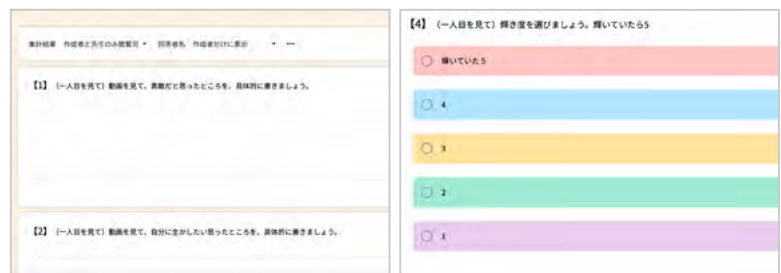 集計結果 作成者と先生のみ閲覧可 回答者名 作成者だけに表示
【1】 (一人目を見て) 動画を見て、素敵だと思ったところを、具体的に書きましょう。
【2】 (一人目を見て) 動画を見て、自分に生かしたい思ったところを、具体的に書きましょう。
【4】 (一人目を見て) 輝き度を選びましょう。輝いていたら5
輝いていた 5
4
3
2
1